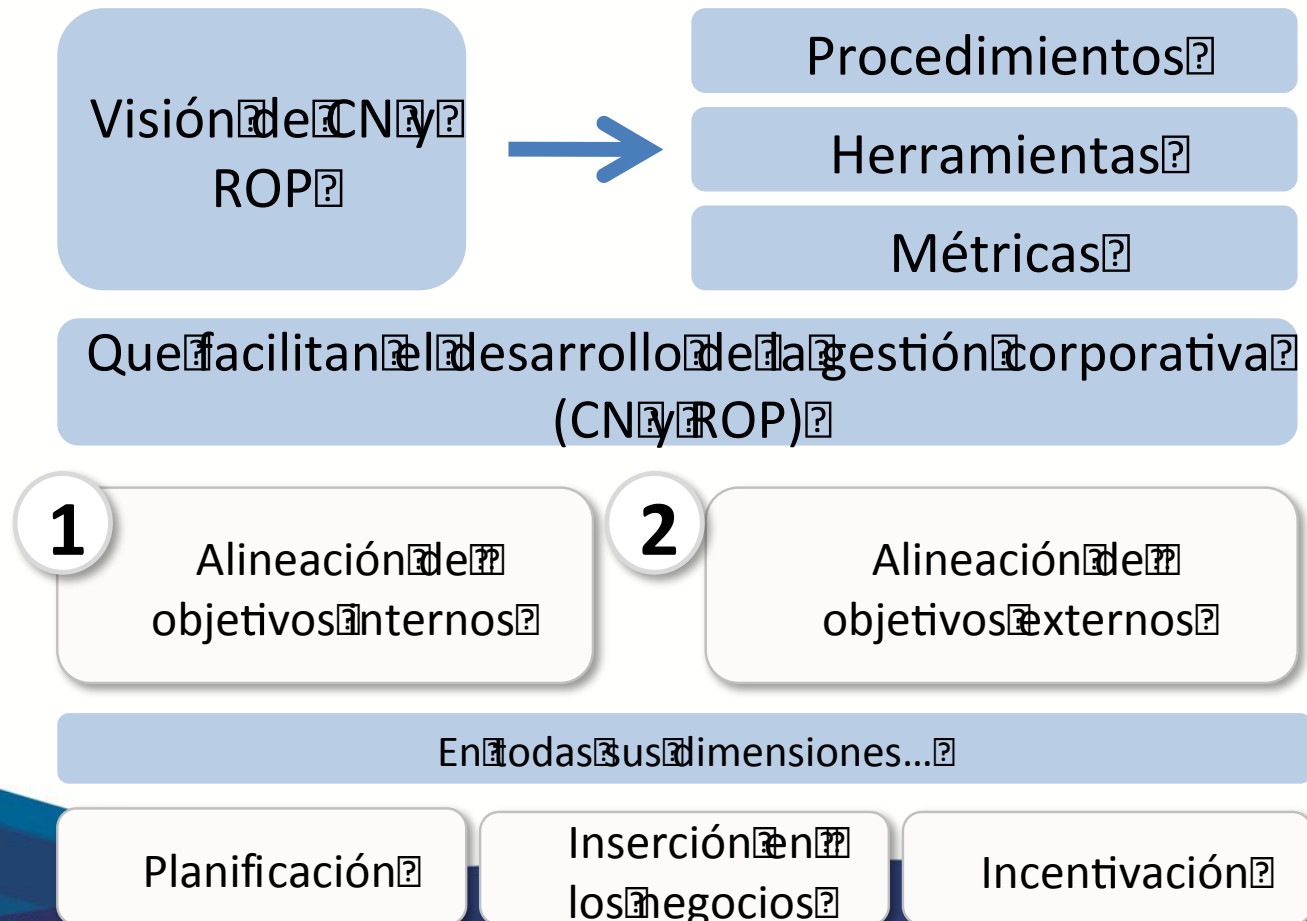 Visión de CN y
ROP
Procedimientos
Herramientas
Métricas
Que facilitan el desarrollo de la gestión corporativa
(CN y ROP)
1
Alineación de
objetivos internos
2
Alineación de
objetivos externos
En todas sus dimensiones...
Planificación
Inserción en
los negocios
Incentivación